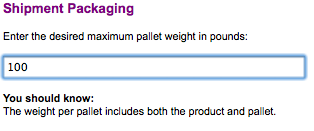 Shipment Packaging
Enter the desired maximum pallet weight in pounds:
100
You should know:
The weight per pallet includes both the product and pallet.